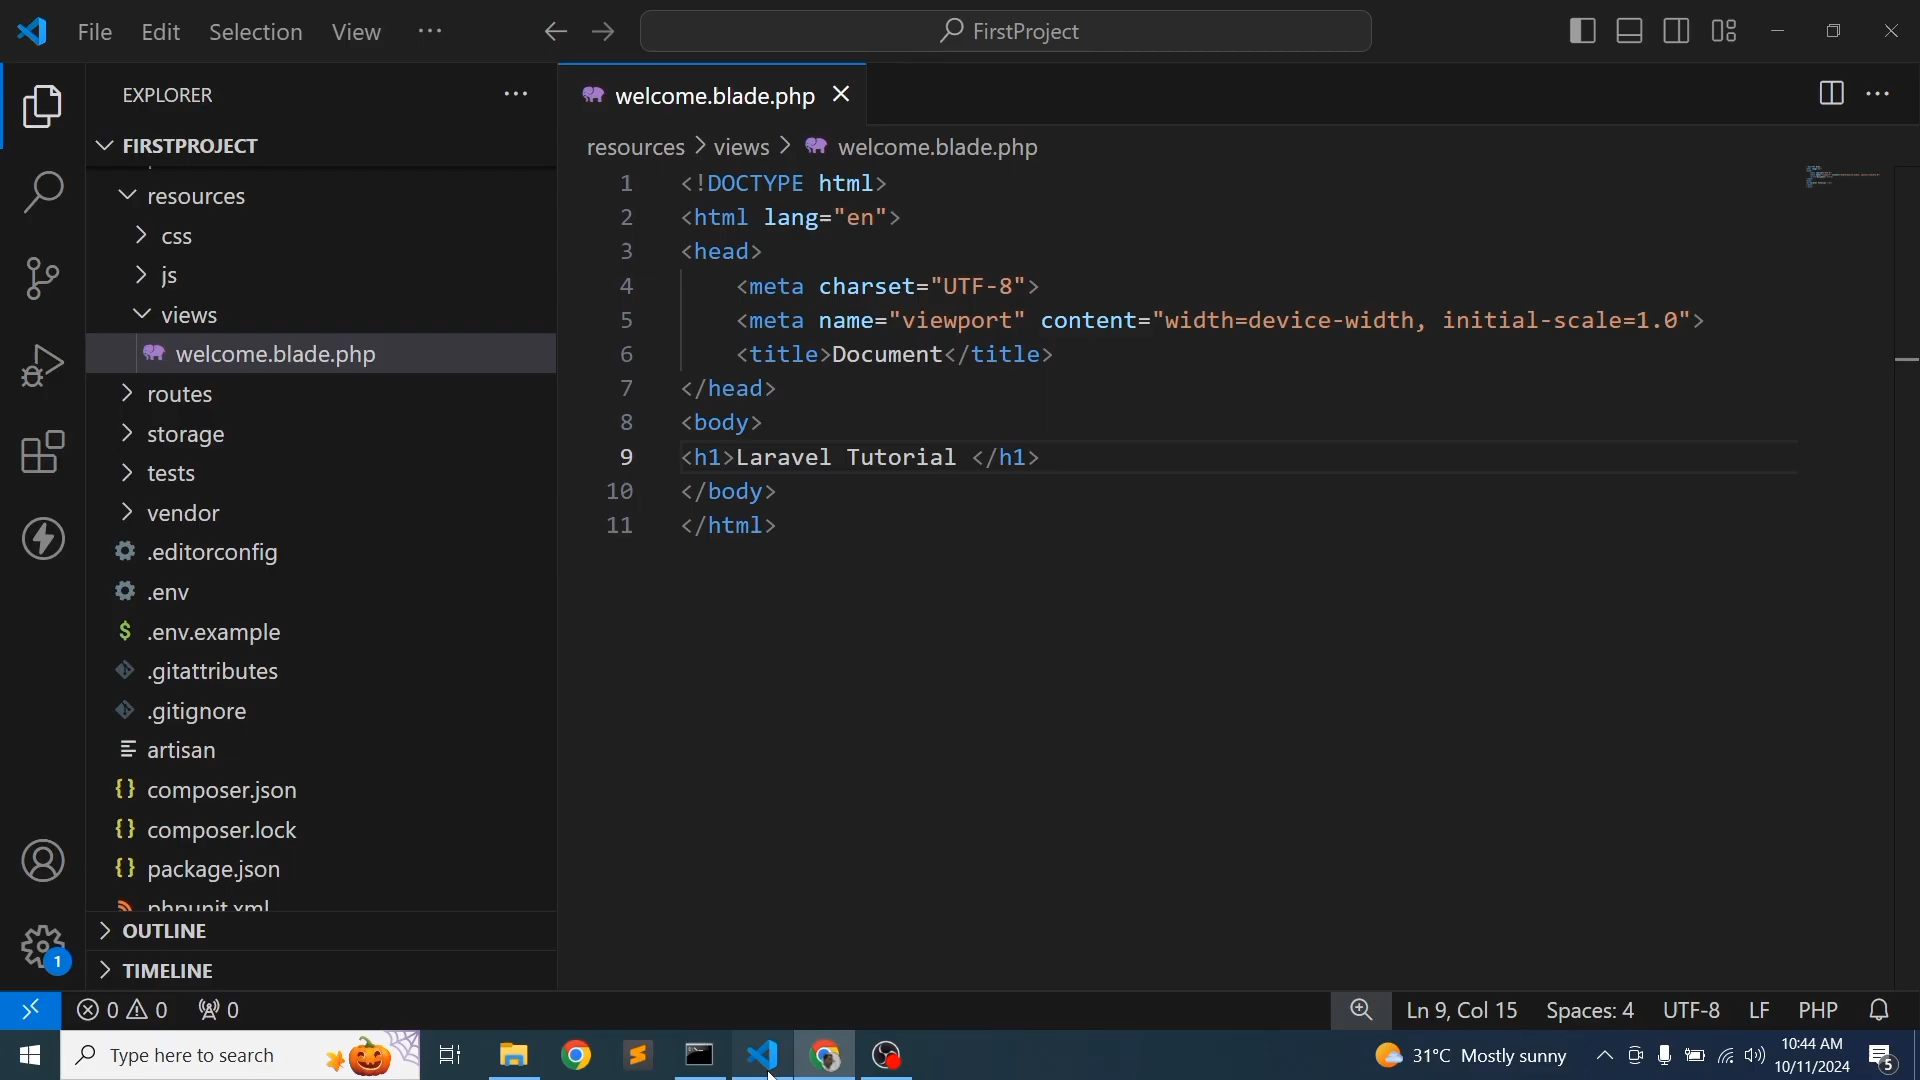 File Edit Selection View ··· FirstProject
EXPLORER ···
FIRSTPROJECT
resources
css
js
views
welcome.blade.php
routes
storage
tests
vendor
.editorconfig
.env
$ .env.example
.gitattributes
.gitignore
artisan
{} composer.json
{} composer.lock
{} package.json
phpunit.xml
OUTLINE
TIMELINE
welcome.blade.php
resources > views > welcome.blade.php
1 <!DOCTYPE html>
2 <html lang="en">
3 <head>
4 <meta charset="UTF-8">
5 <meta name="viewport" content="width=device-width, initial-scale=1.0">
6 <title>Document</title>
7 </head>
8 <body>
9 <h1>Laravel Tutorial </h1>
10 </body>
11 </html>
1
0 0 0 Ln 9, Col 15 Spaces: 4 UTF-8 LF PHP
Type here to search 31°C Mostly sunny 10:44 AM
10/11/2024 5